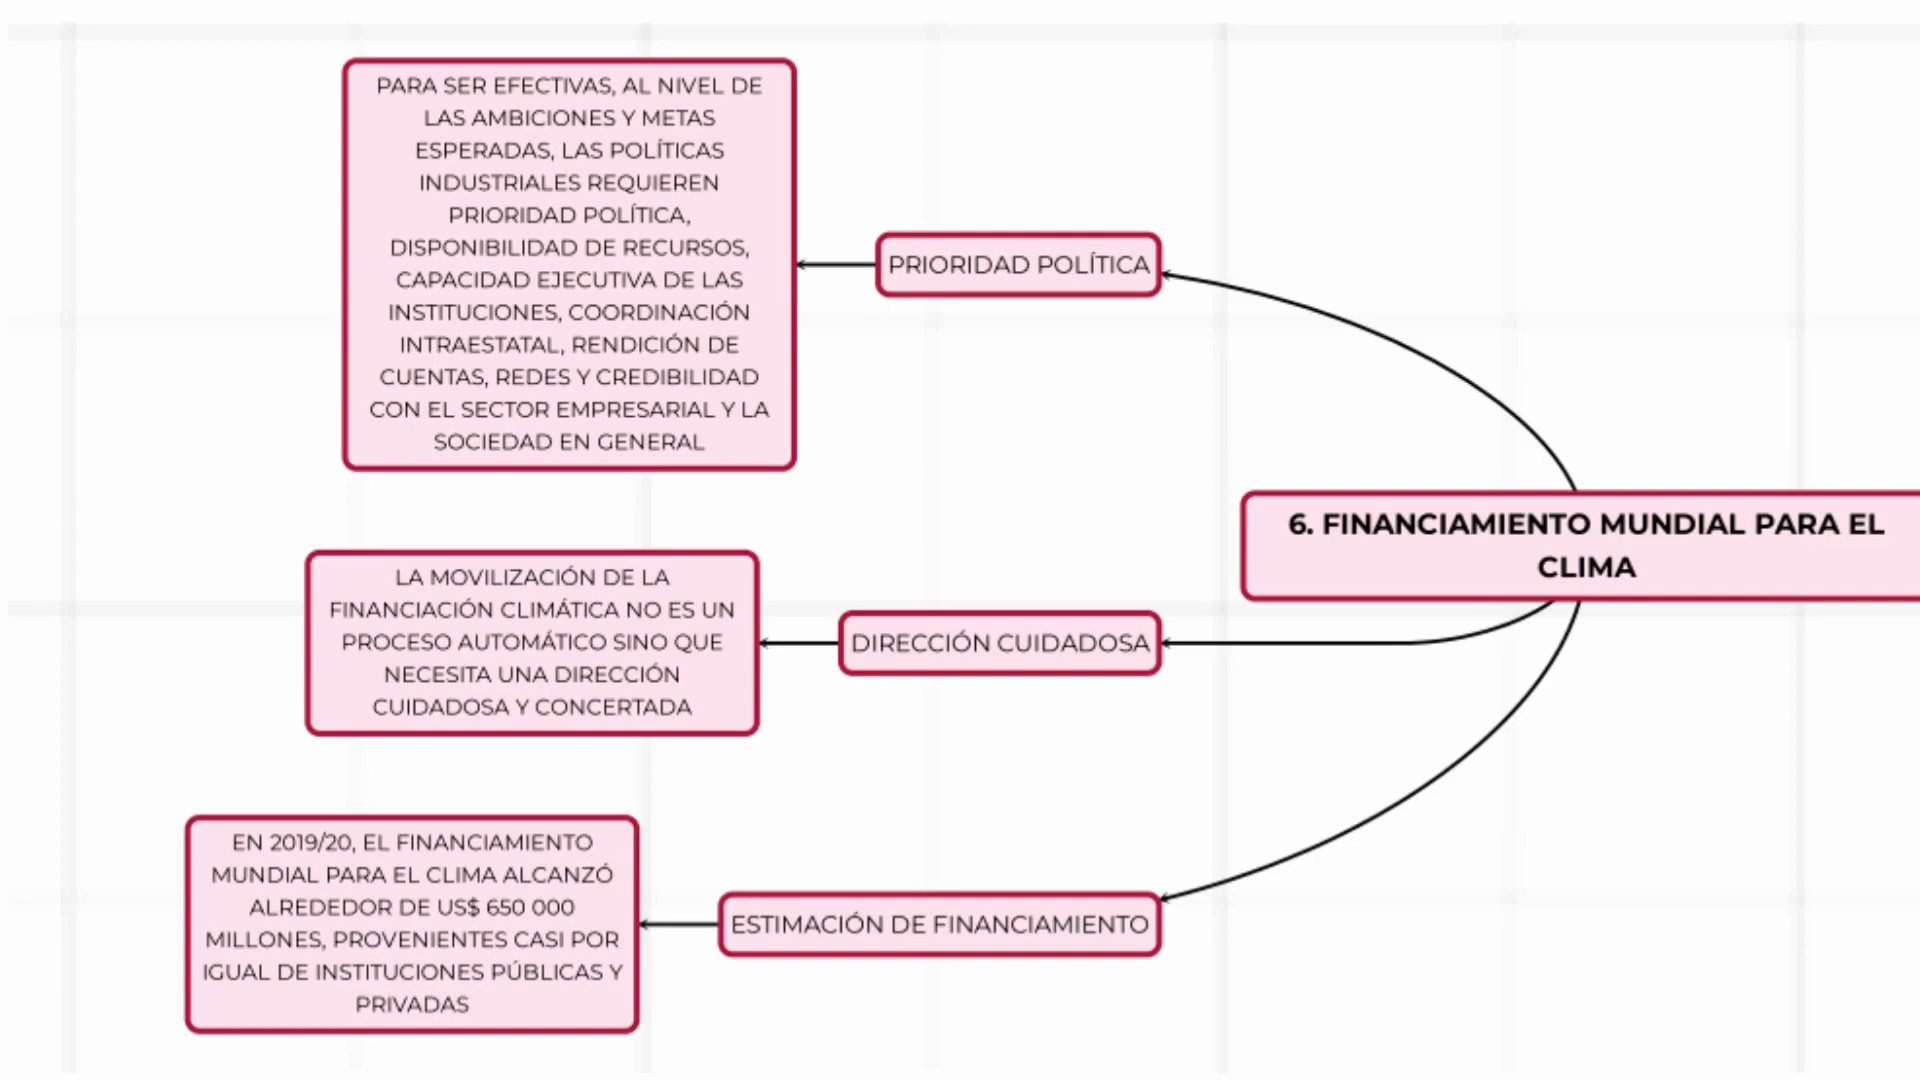 PARA SER EFECTIVAS, AL NIVEL DE
LAS AMBICIONES Y METAS
ESPERADAS, LAS POLÍTICAS
INDUSTRIALES REQUIEREN
PRIORIDAD POLÍTICA,
DISPONIBILIDAD DE RECURSOS,
CAPACIDAD EJECUTIVA DE LAS
INSTITUCIONES, COORDINACIÓN
INTRAESTATAL, RENDICIÓN DE
CUENTAS, REDES Y CREDIBILIDAD
CON EL SECTOR EMPRESARIAL Y LA
SOCIEDAD EN GENERAL
PRIORIDAD POLÍTICA
6. FINANCIAMIENTO MUNDIAL PARA EL
CLIMA
LA MOVILIZACIÓN DE LA
FINANCIACIÓN CLIMÁTICA NO ES UN
PROCESO AUTOMÁTICO SINO QUE
NECESITA UNA DIRECCIÓN
CUIDADOSA Y CONCERTADA
DIRECCIÓN CUIDADOSA
EN 2019/20, EL FINANCIAMIENTO
MUNDIAL PARA EL CLIMA ALCANZÓ
ALREDEDOR DE US$ 650 000
MILLONES, PROVENIENTES CASI POR
IGUAL DE INSTITUCIONES PÚBLICAS Y
PRIVADAS
ESTIMACIÓN DE FINANCIAMIENTO